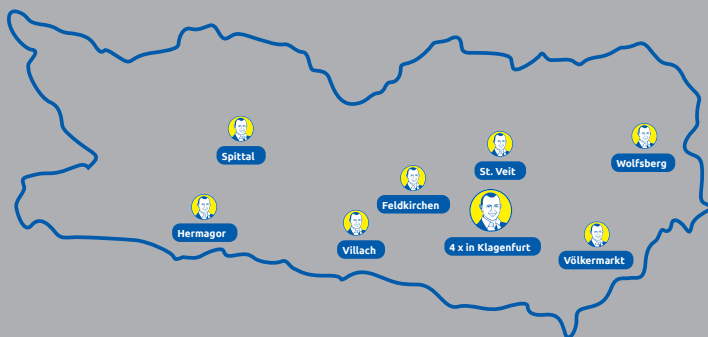 Spittal
St. Veit
Wolfsberg
Feldkirchen
Hermagor
Villach
4 x in Klagenfurt
Völkermarkt